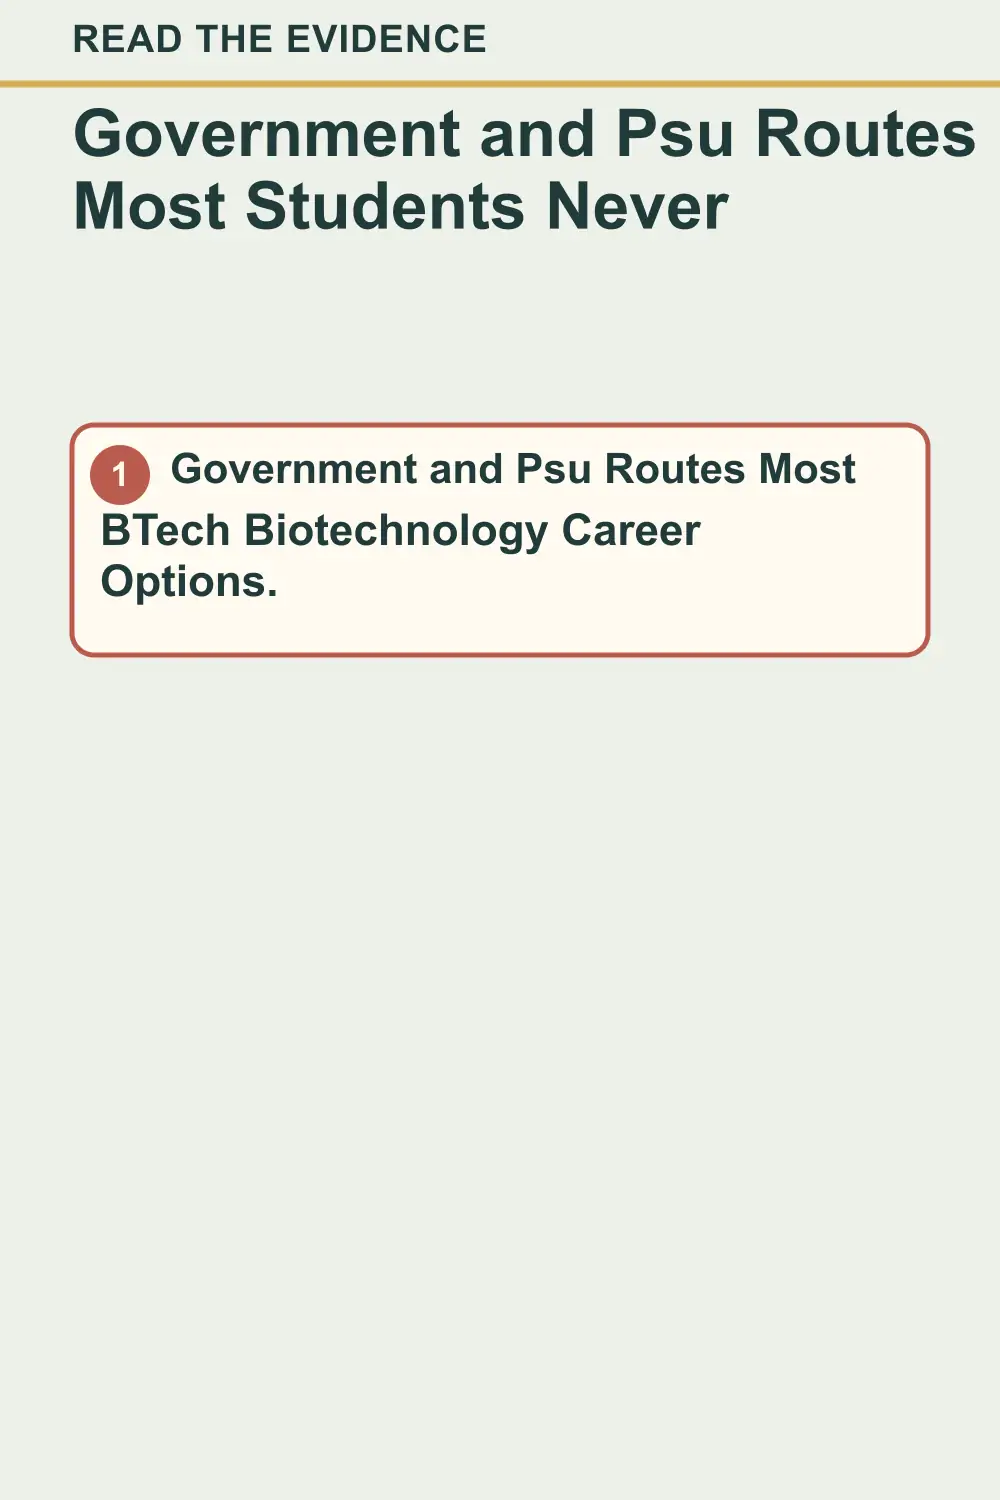 READ THE EVIDENCE
Government and Psu Routes
Most Students Never
1 Government and Psu Routes Most
BTech Biotechnology Career
Options.